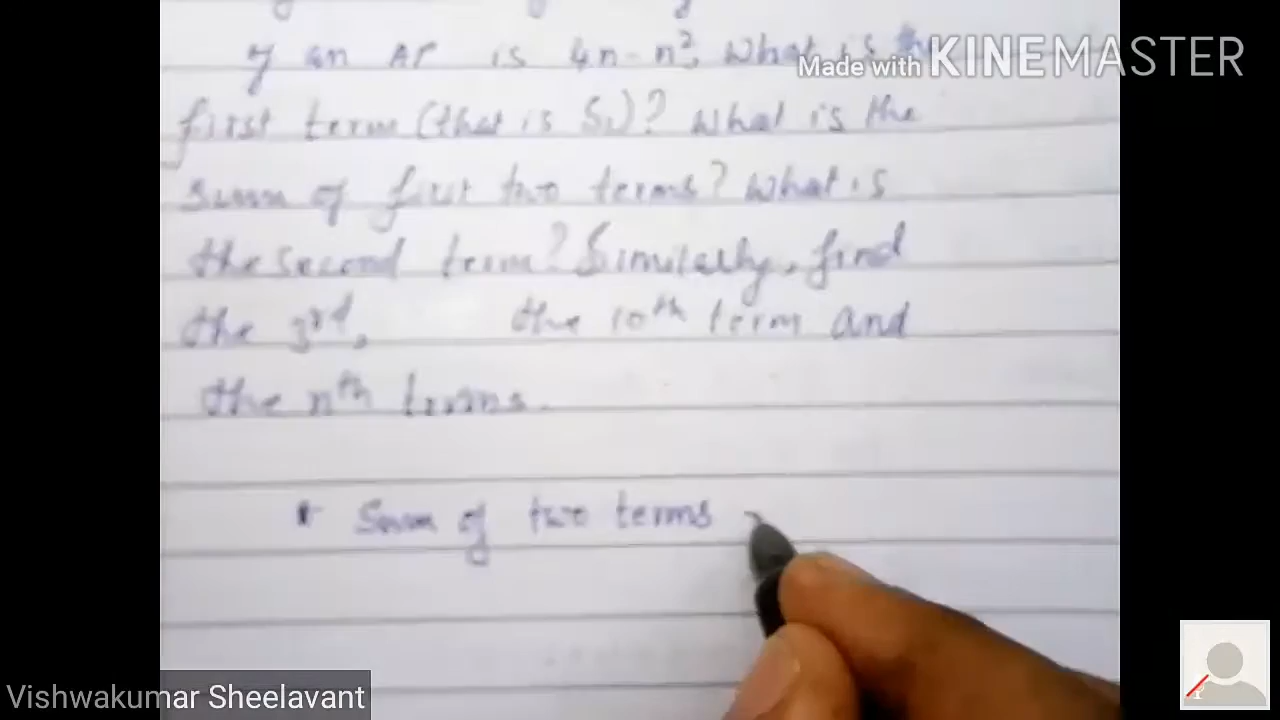 of an AP is 4n - n². What is the
Made with KINEMASTER
first term (that is S₁)? What is the
sum of first two terms? What is
the second term? Similarly, find
the 3rd, the 10th term and
the nth terms.
* Sum of two terms
Vishwakumar Sheelavant